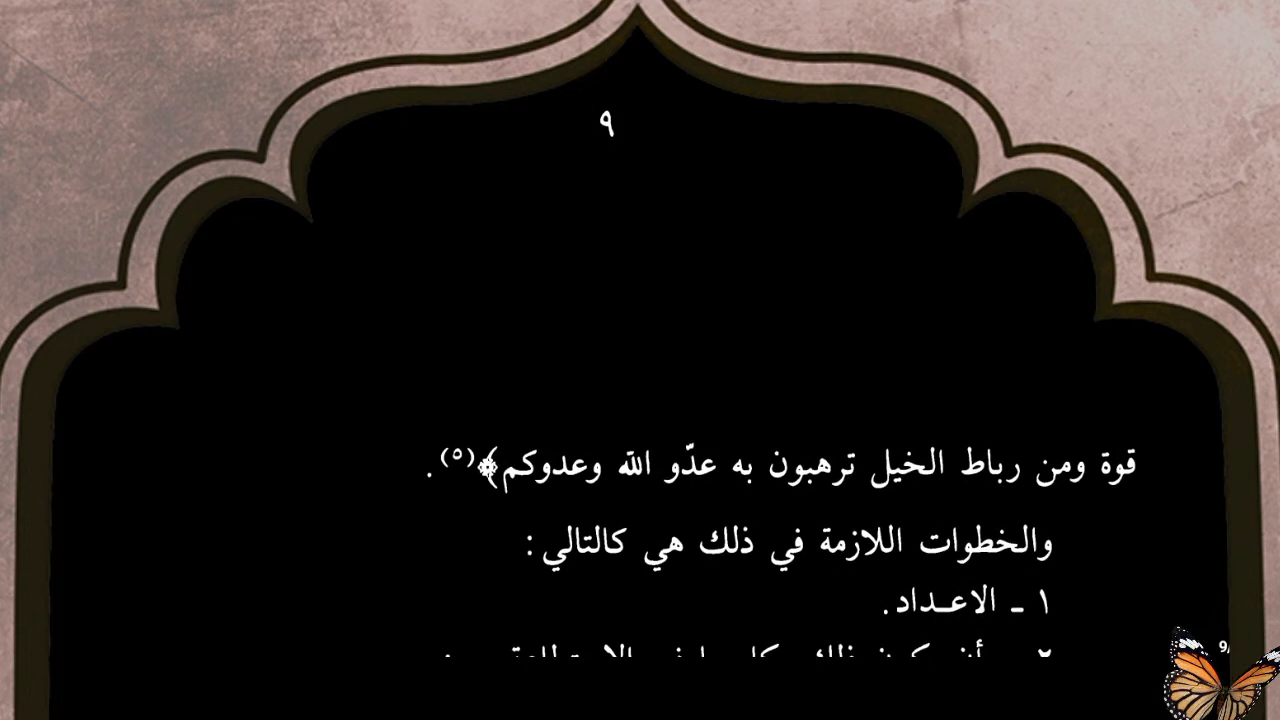 ٩
قوة ومن رباط الخيل ترهبون به عدّو الله وعدوكم﴾(٥).
والخطوات اللازمة في ذلك هي كالتالي :
١ ـ الاعـداد.
9